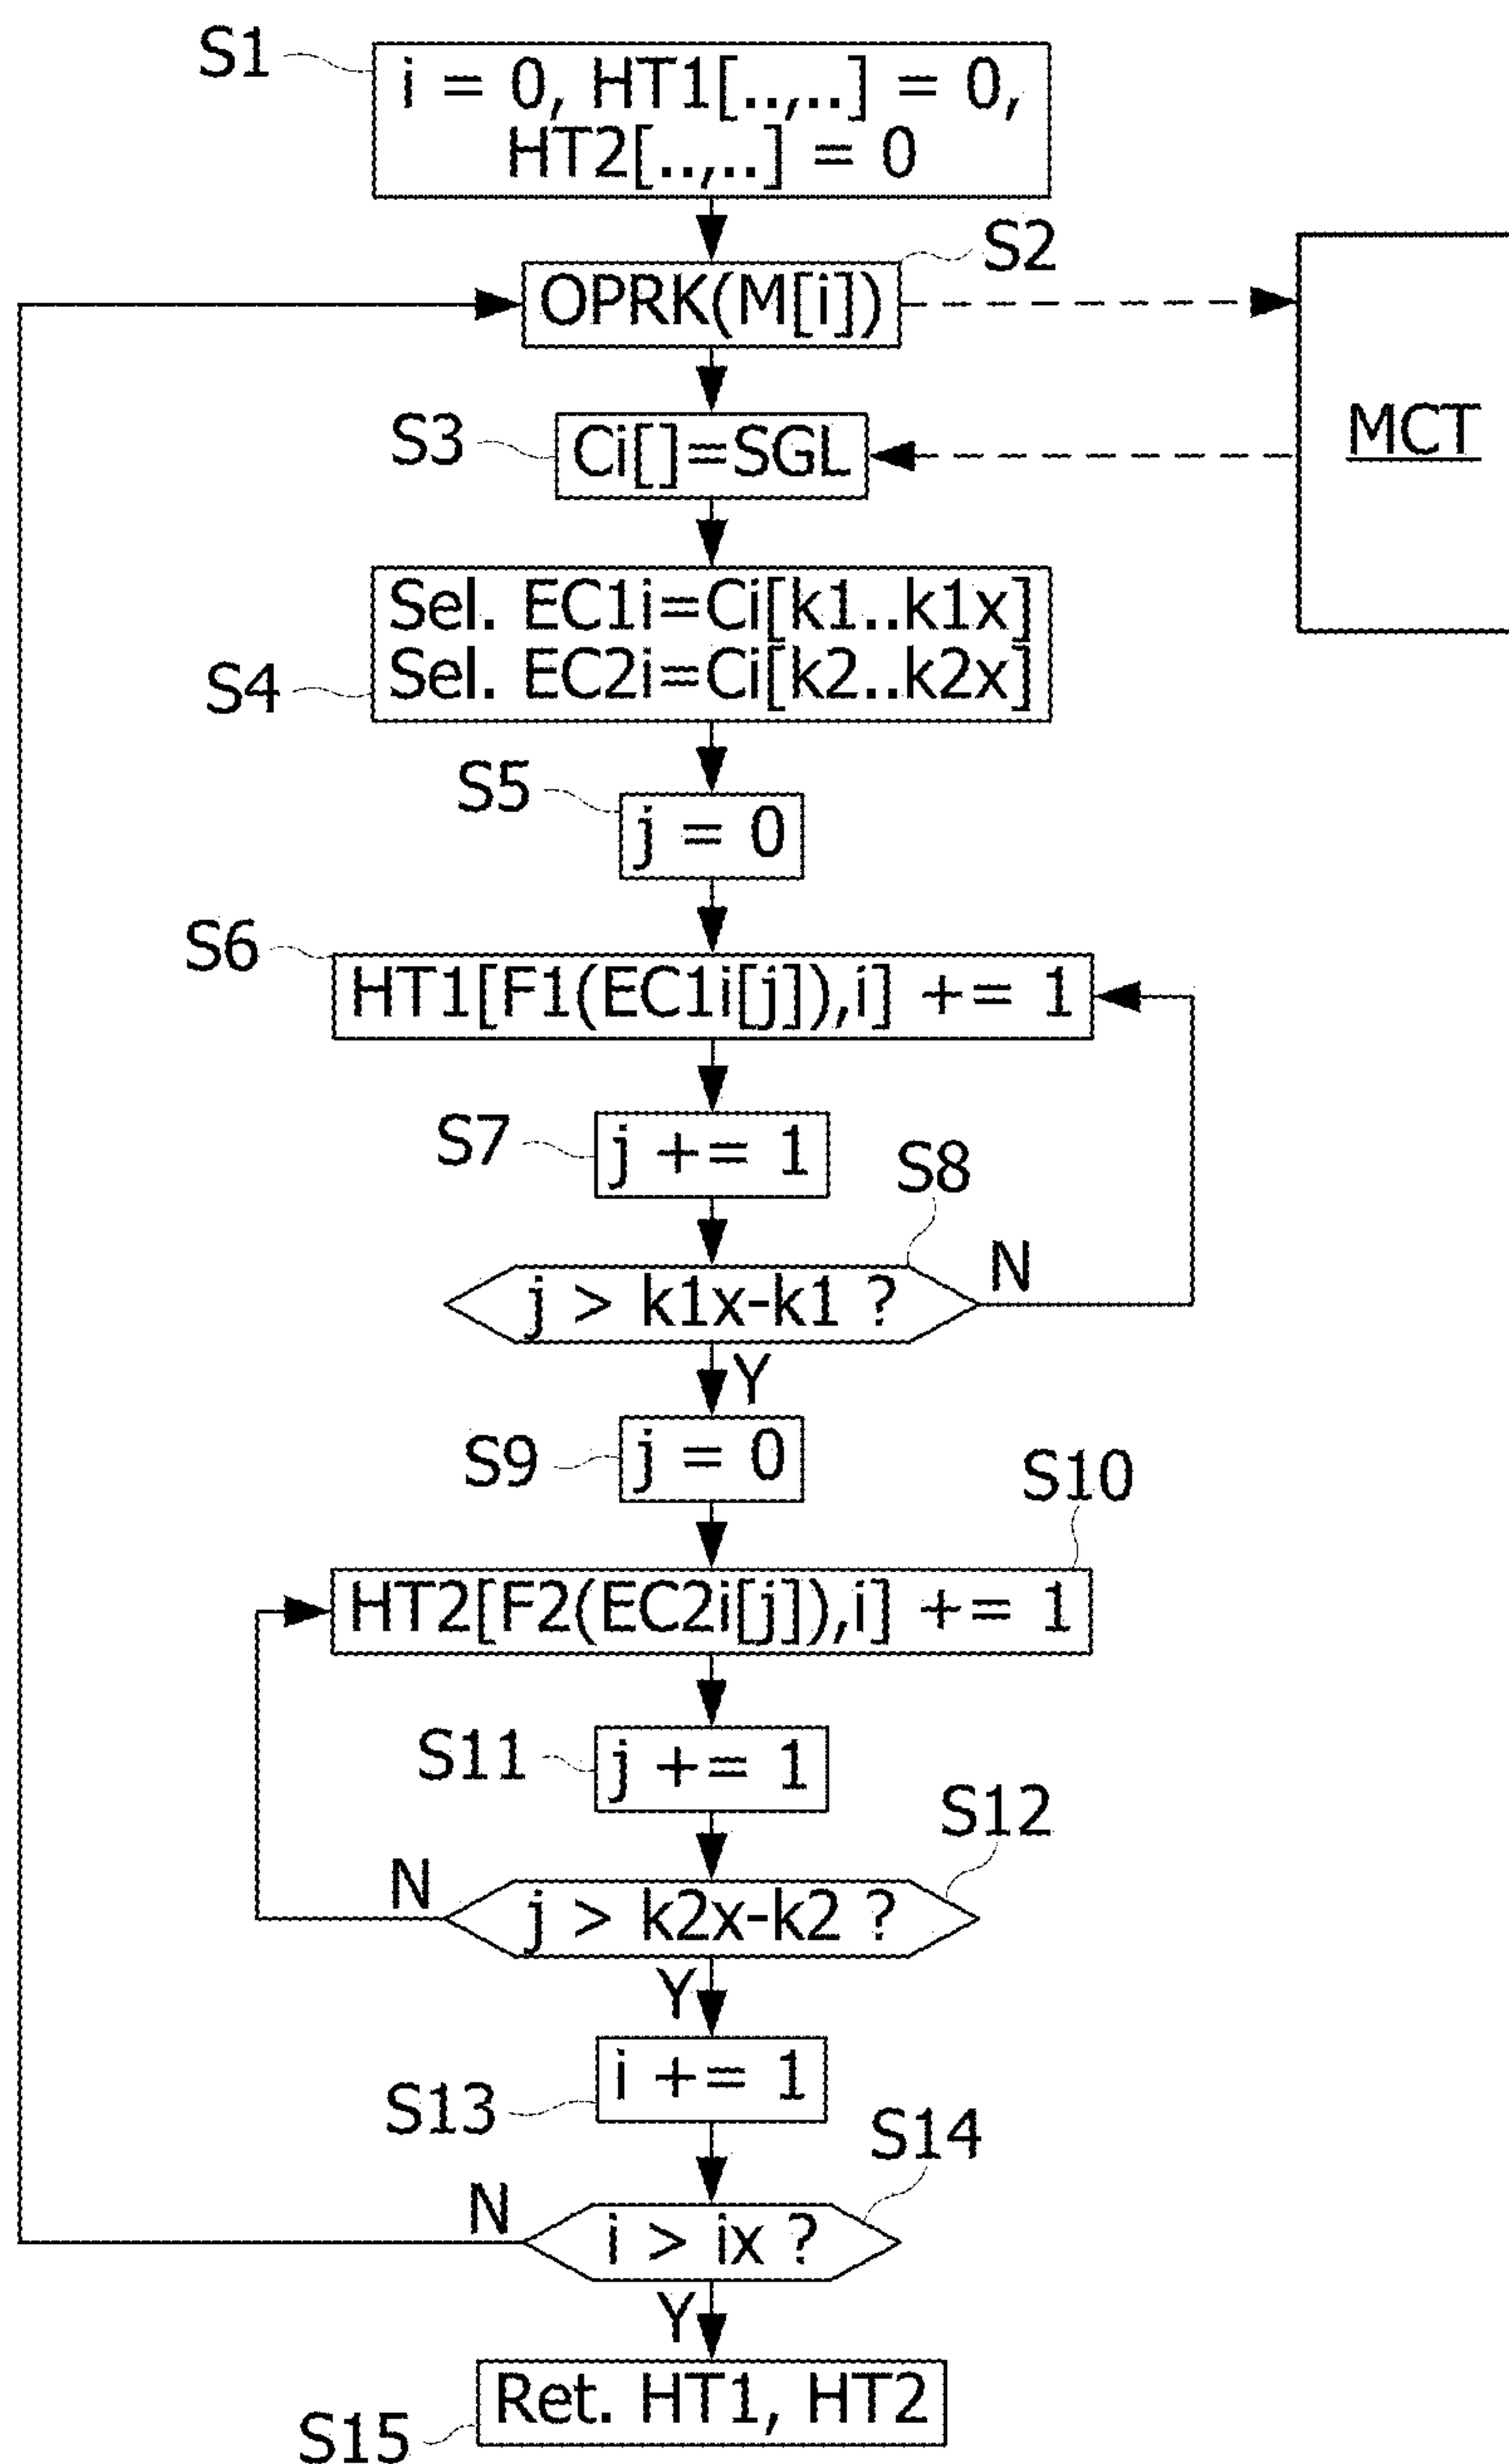 S1
i = 0, HT1[..,..] = 0,
HT2[..,..] = 0
S2
OPRK(M[i])
MCT
S3
Ci[]=SGL
Sel. EC1i=Ci[k1..k1x]
Sel. EC2i=Ci[k2..k2x]
S4
S5
j = 0
S6
HT1[F1(EC1i[j]),i] += 1
S7
j += 1
S8
j > k1x-k1 ?
N
Y
S9
j = 0
S10
HT2[F2(EC2i[j]),i] += 1
S11
j += 1
S12
N
j > k2x-k2 ?
Y
i += 1
S13
S14
N
i > ix ?
Y
Ret. HT1, HT2
S15